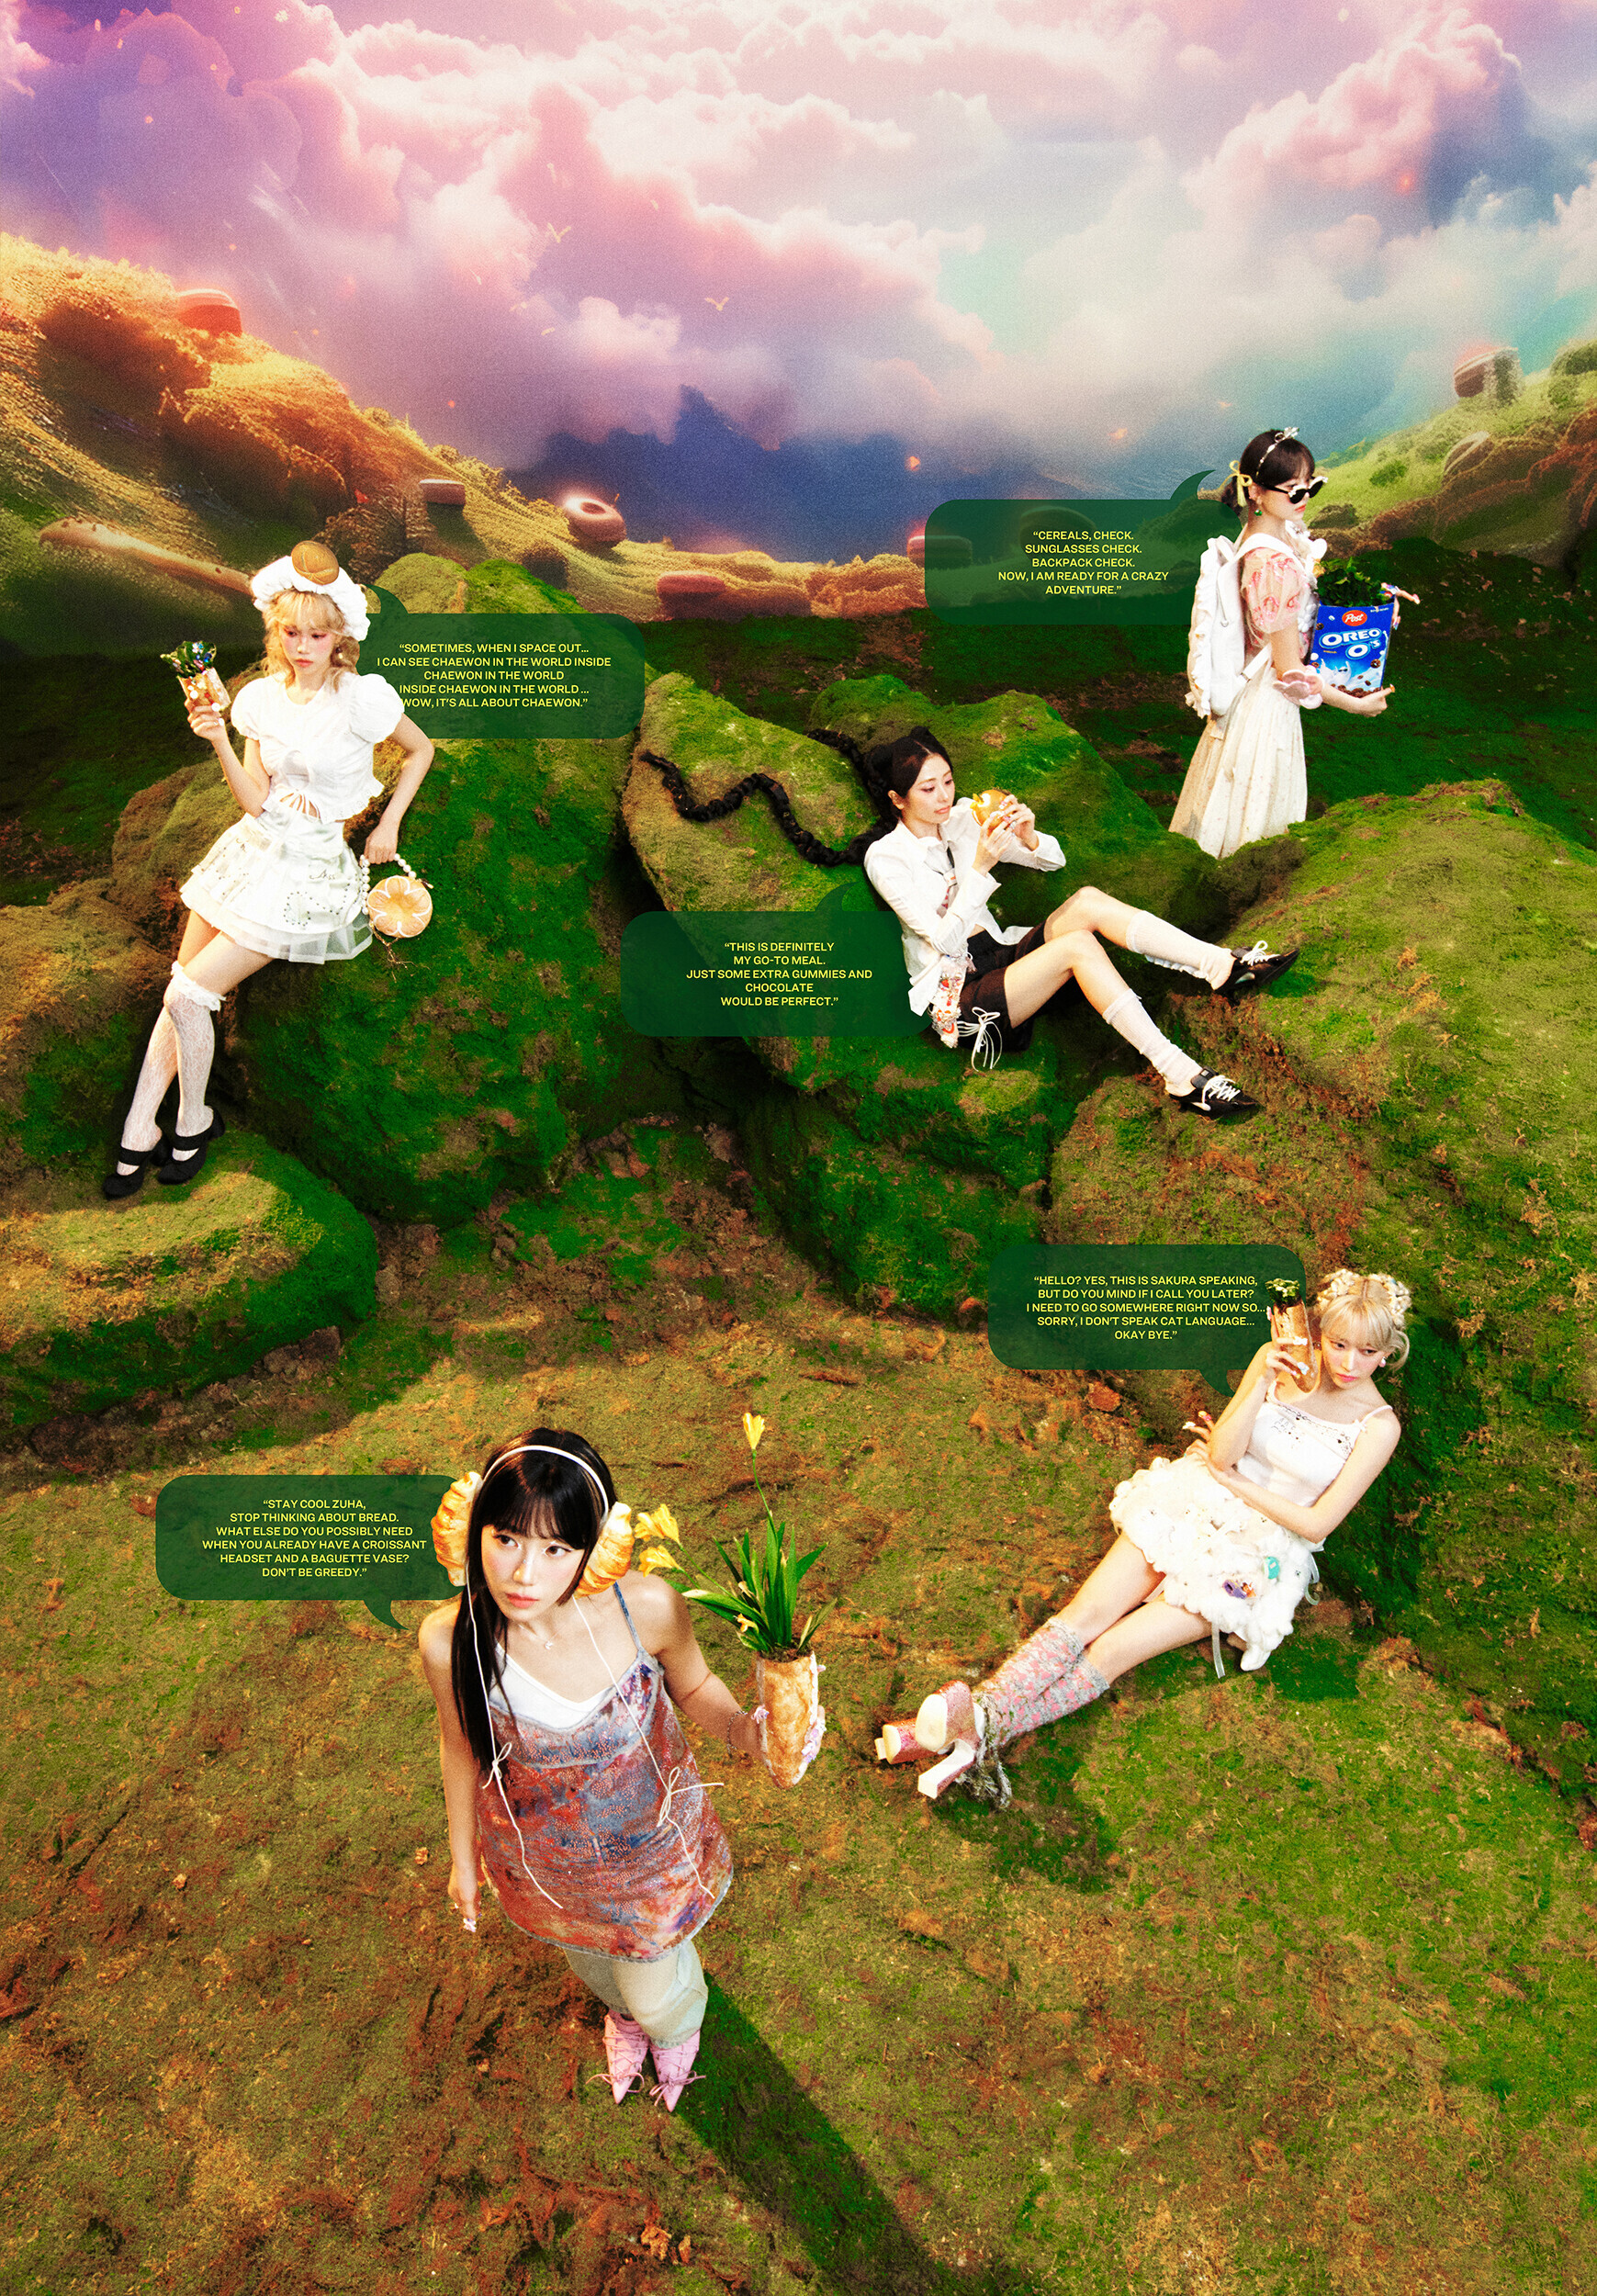 “CEREALS, CHECK.
SUNGLASSES CHECK.
BACKPACK CHECK.
NOW, I AM READY FOR A CRAZY
ADVENTURE.”
“SOMETIMES, WHEN I SPACE OUT...
I CAN SEE CHAEWON IN THE WORLD INSIDE
CHAEWON IN THE WORLD
INSIDE CHAEWON IN THE WORLD ...
WOW, IT’S ALL ABOUT CHAEWON.”
Post
OREO
O's
“THIS IS DEFINITELY
MY GO-TO MEAL.
JUST SOME EXTRA GUMMIES AND
CHOCOLATE
WOULD BE PERFECT.”
“HELLO? YES, THIS IS SAKURA SPEAKING,
BUT DO YOU MIND IF I CALL YOU LATER?
I NEED TO GO SOMEWHERE RIGHT NOW SO...
SORRY, I DON’T SPEAK CAT LANGUAGE...
OKAY BYE.”
“STAY COOL ZUHA,
STOP THINKING ABOUT BREAD.
WHAT ELSE DO YOU POSSIBLY NEED
WHEN YOU ALREADY HAVE A CROISSANT
HEADSET AND A BAGUETTE VASE?
DON’T BE GREEDY.”